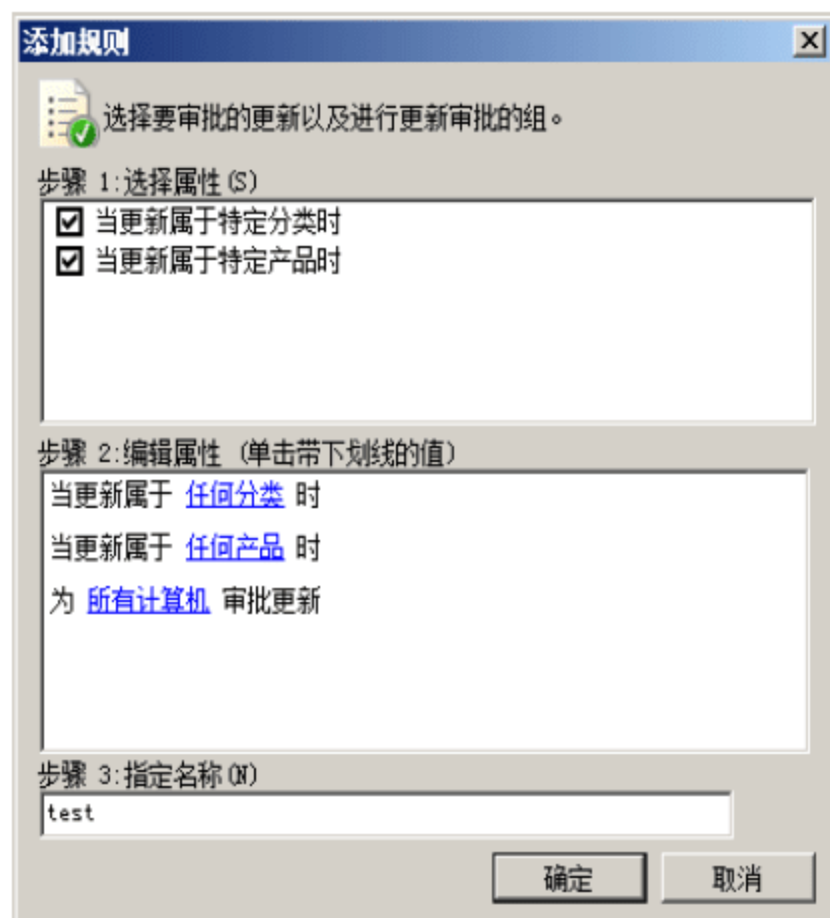 添加规则
选择要审批的更新以及进行更新审批的组。
步骤 1:选择属性(S)
当更新属于特定分类时
当更新属于特定产品时
步骤 2:编辑属性 (单击带下划线的值)
当更新属于 任何分类 时
当更新属于 任何产品 时
为 所有计算机 审批更新
步骤 3:指定名称(N)
test
确定 取消